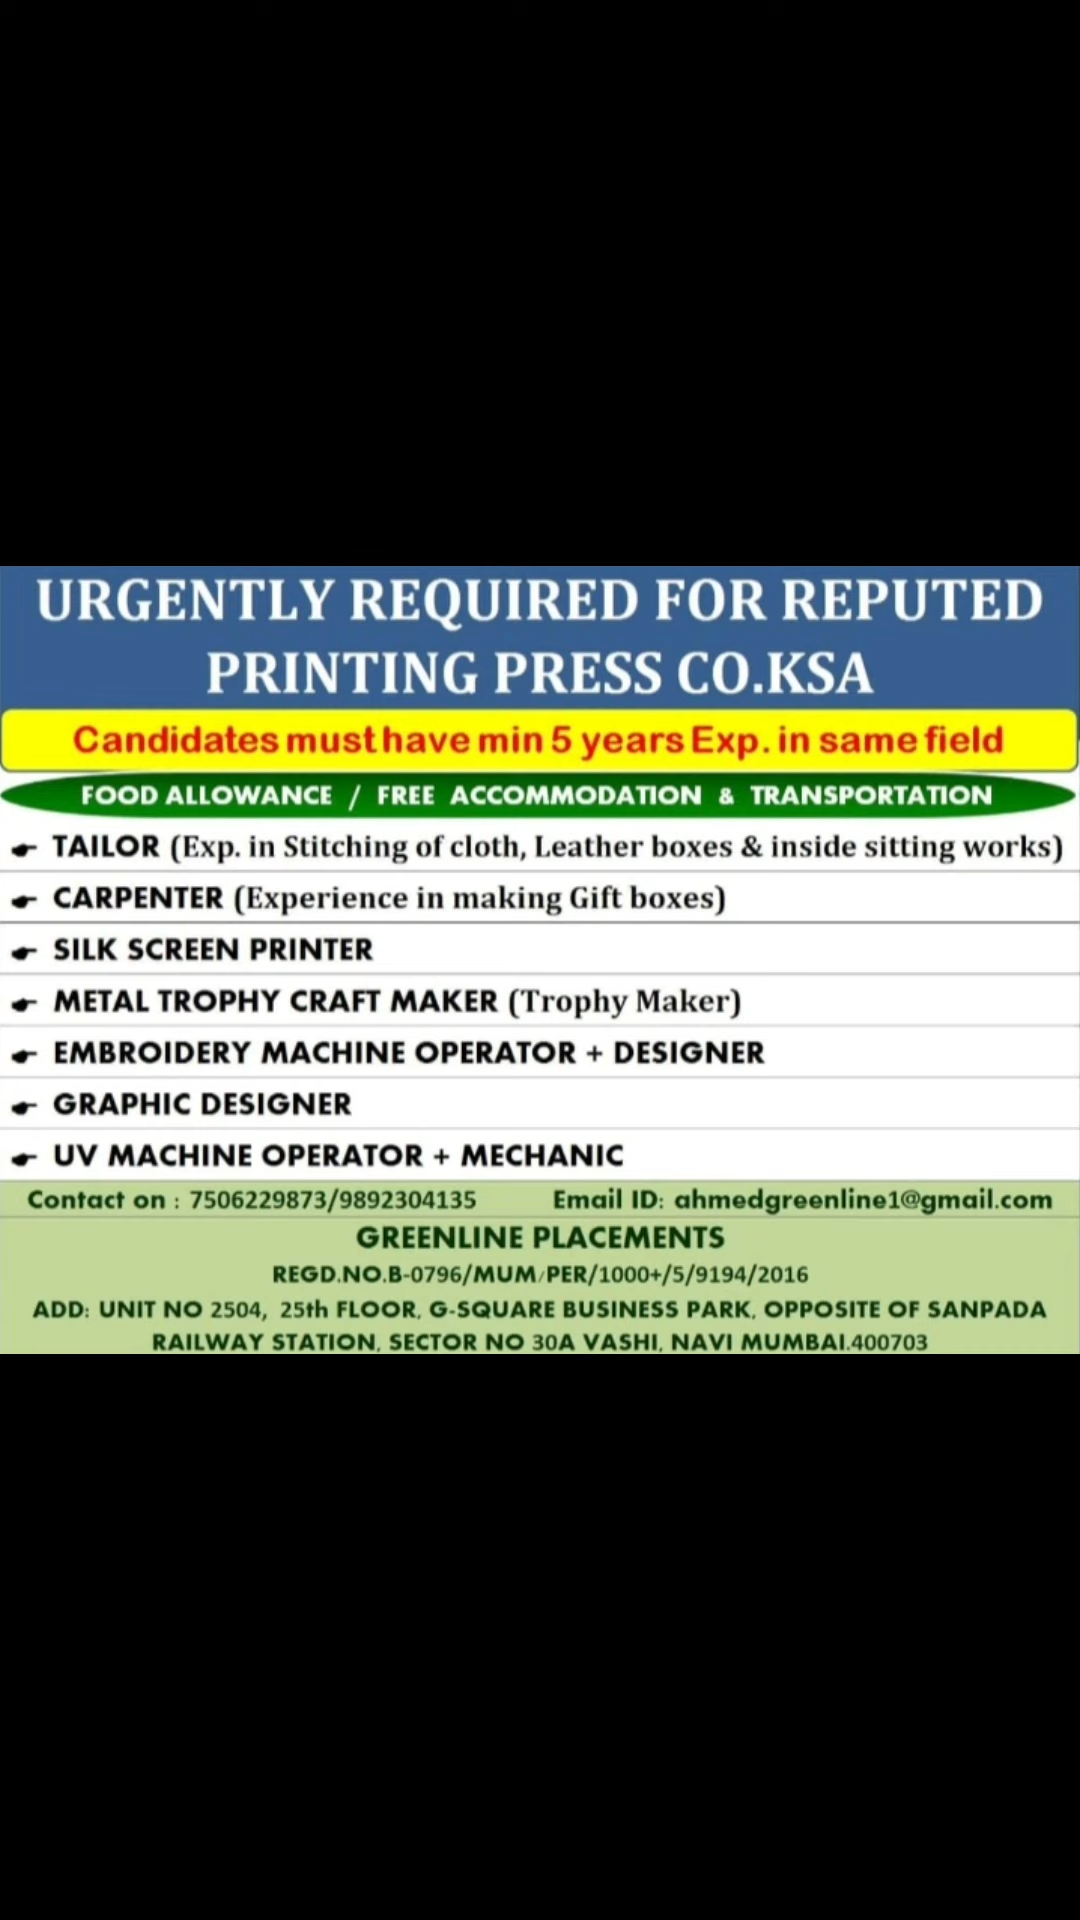 URGENTLY REQUIRED FOR REPUTED
PRINTING PRESS CO.KSA
Candidates must have min 5 years Exp. in same field
FOOD ALLOWANCE / FREE ACCOMMODATION & TRANSPORTATION
☛ TAILOR (Exp. in Stitching of cloth, Leather boxes & inside sitting works)
☛ CARPENTER (Experience in making Gift boxes)
☛ SILK SCREEN PRINTER
☛ METAL TROPHY CRAFT MAKER (Trophy Maker)
☛ EMBROIDERY MACHINE OPERATOR + DESIGNER
☛ GRAPHIC DESIGNER
☛ UV MACHINE OPERATOR + MECHANIC
Contact on : 7506229873/9892304135 Email ID: ahmedgreenline1@gmail.com
GREENLINE PLACEMENTS
REGD.NO.B-0796/MUM/PER/1000+/5/9194/2016
ADD: UNIT NO 2504, 25th FLOOR, G-SQUARE BUSINESS PARK, OPPOSITE OF SANPADA
RAILWAY STATION, SECTOR NO 30A VASHI, NAVI MUMBAI.400703